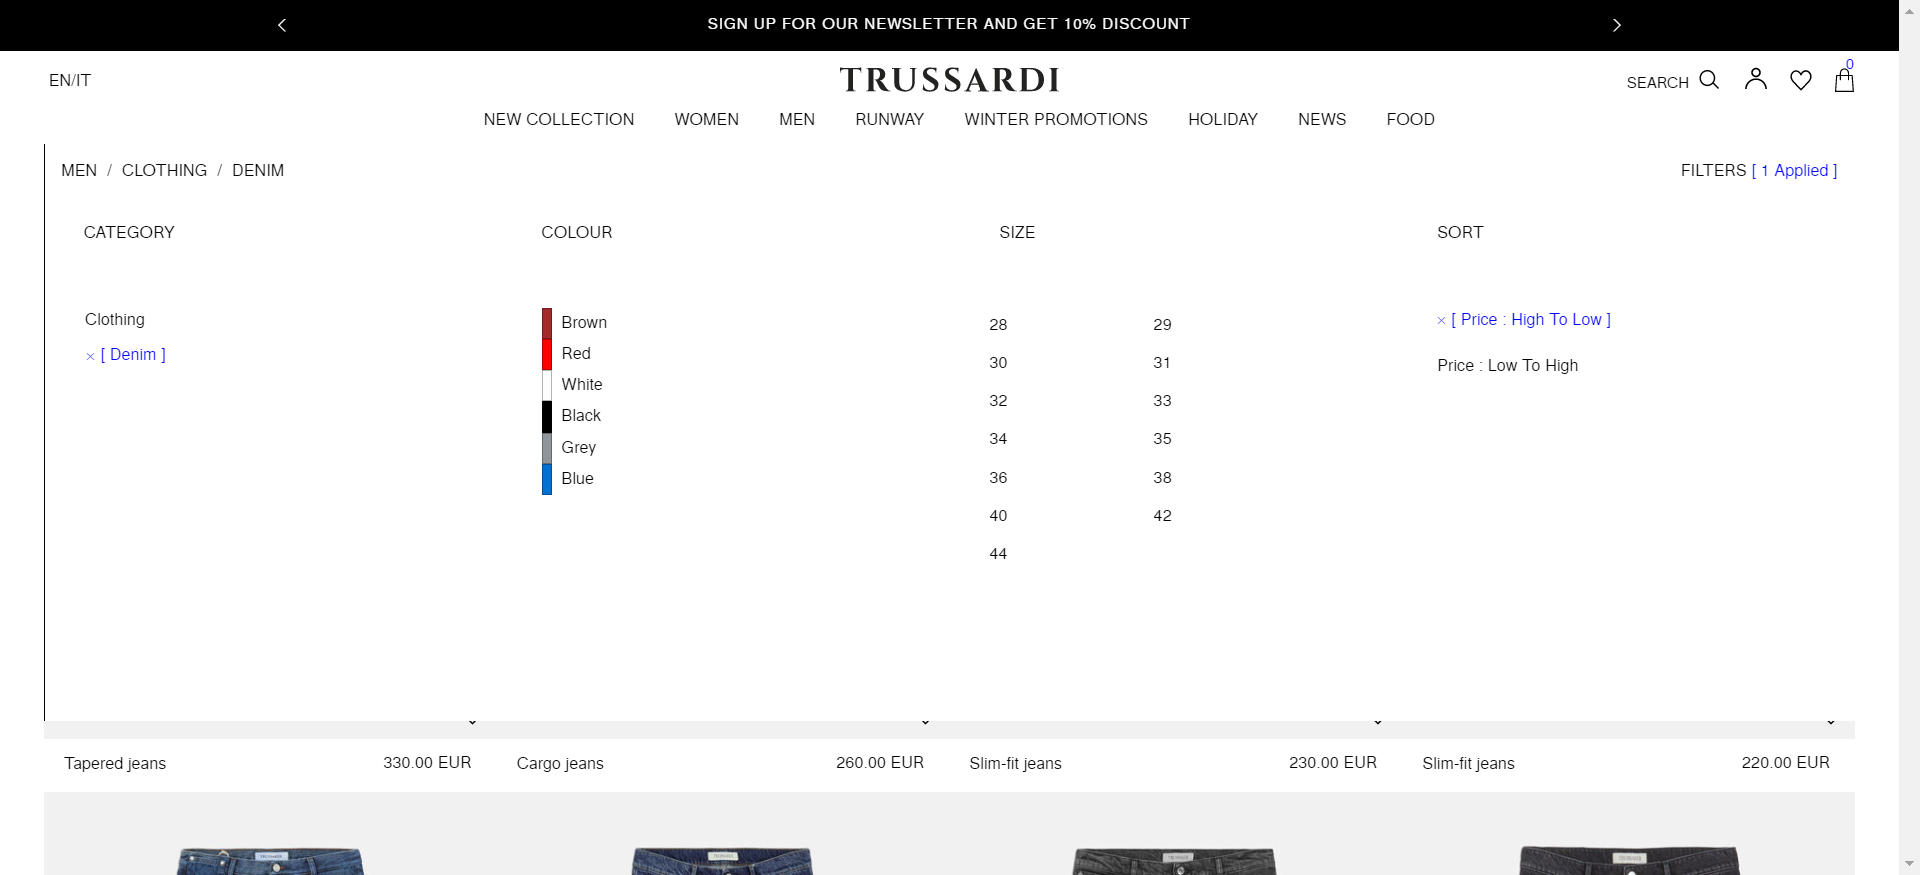 SIGN UP FOR OUR NEWSLETTER AND GET 10% DISCOUNT
EN/IT
TRUSSARDI
SEARCH
0
NEW COLLECTION WOMEN MEN RUNWAY WINTER PROMOTIONS HOLIDAY NEWS FOOD
MEN / CLOTHING / DENIM
FILTERS [ 1 Applied ]
CATEGORY
Clothing
× [ Denim ]
COLOUR
Brown
Red
White
Black
Grey
Blue
SIZE
28 29
30 31
32 33
34 35
36 38
40 42
44
SORT
× [ Price : High To Low ]
Price : Low To High
Tapered jeans 330.00 EUR
Cargo jeans 260.00 EUR
Slim-fit jeans 230.00 EUR
Slim-fit jeans 220.00 EUR
TRUSSARDI
TRUSSARDI
TRUSSARDI
TRUSSARDI